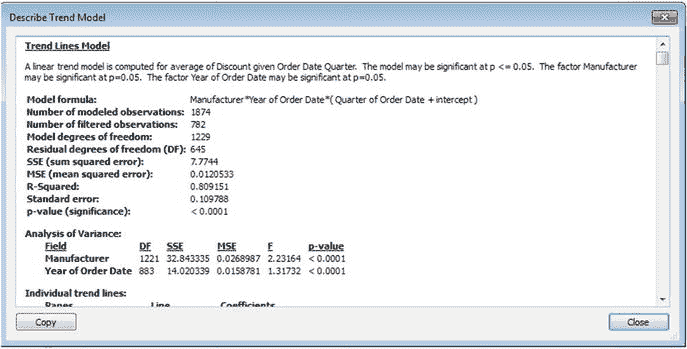 Describe Trend Model
Trend Lines Model
A linear trend model is computed for average of Discount given Order Date Quarter. The model may be significant at p <= 0.05. The factor Manufacturer
may be significant at p=0.05. The factor Year of Order Date may be significant at p=0.05.
Model formula: Manufacturer*Year of Order Date*( Quarter of Order Date + intercept )
Number of modeled observations: 1874
Number of filtered observations: 782
Model degrees of freedom: 1229
Residual degrees of freedom (DF): 645
SSE (sum squared error): 7.7744
MSE (mean squared error): 0.0120533
R-Squared: 0.809151
Standard error: 0.109788
p-value (significance): < 0.0001
Analysis of Variance:
Field DF SSE MSE F p-value
Manufacturer 1221 32.843335 0.0268987 2.23164 < 0.0001
Year of Order Date 883 14.020339 0.0158781 1.31732 < 0.0001
Individual trend lines:
Panes Line Coefficients
Copy Close